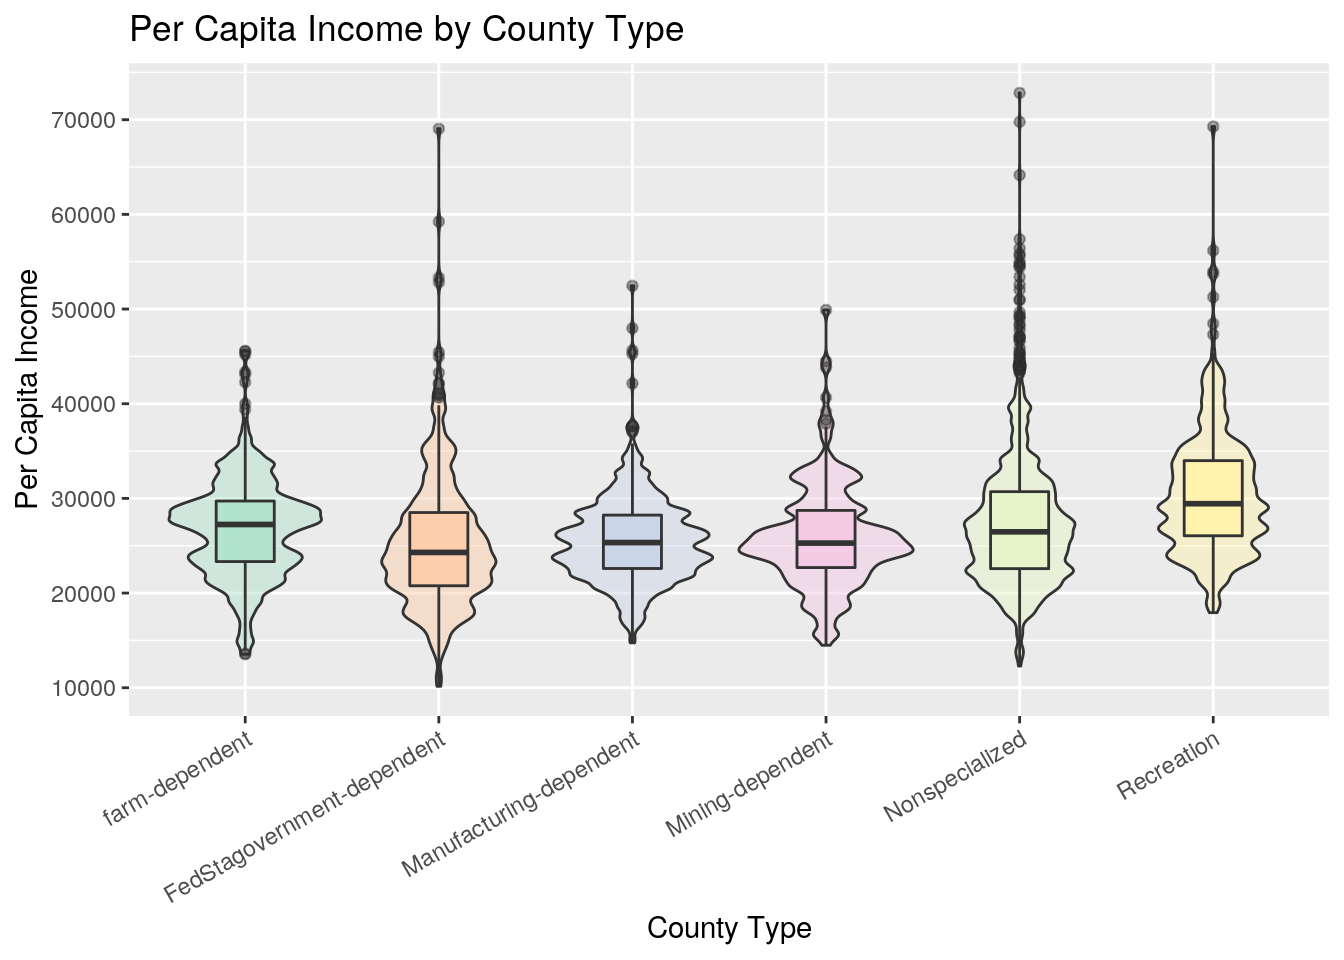 Per Capita Income by County Type
Per Capita Income
70000
60000
50000
40000
30000
20000
10000
farm-dependent
FedStagovernment-dependent
Manufacturing-dependent
Mining-dependent
Nonspecialized
Recreation
County Type